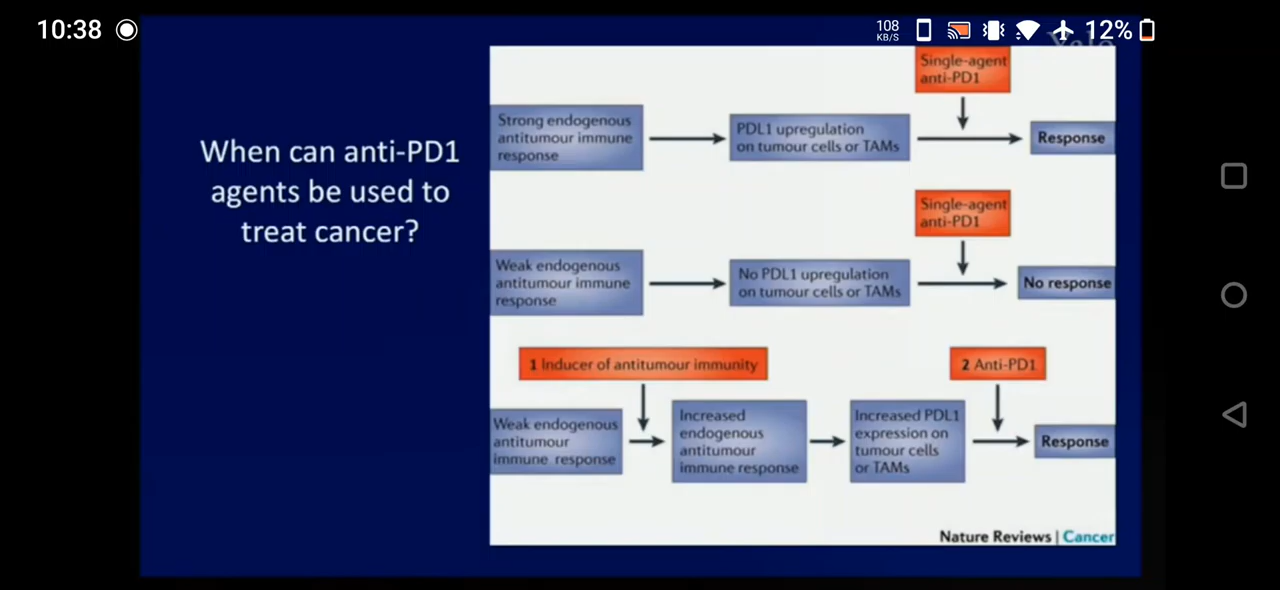 10:38
108
KB/S
12%
Yale
When can anti-PD1
agents be used to
treat cancer?
Single-agent
anti-PD1
Strong endogenous
antitumour immune
response
PDL1 upregulation
on tumour cells or TAMs
Response
Single-agent
anti-PD1
Weak endogenous
antitumour immune
response
No PDL1 upregulation
on tumour cells or TAMs
No response
1 Inducer of antitumour immunity
2 Anti-PD1
Weak endogenous
antitumour
immune response
Increased
endogenous
antitumour
immune response
Increased PDL1
expression on
tumour cells
or TAMs
Response
Nature Reviews | Cancer